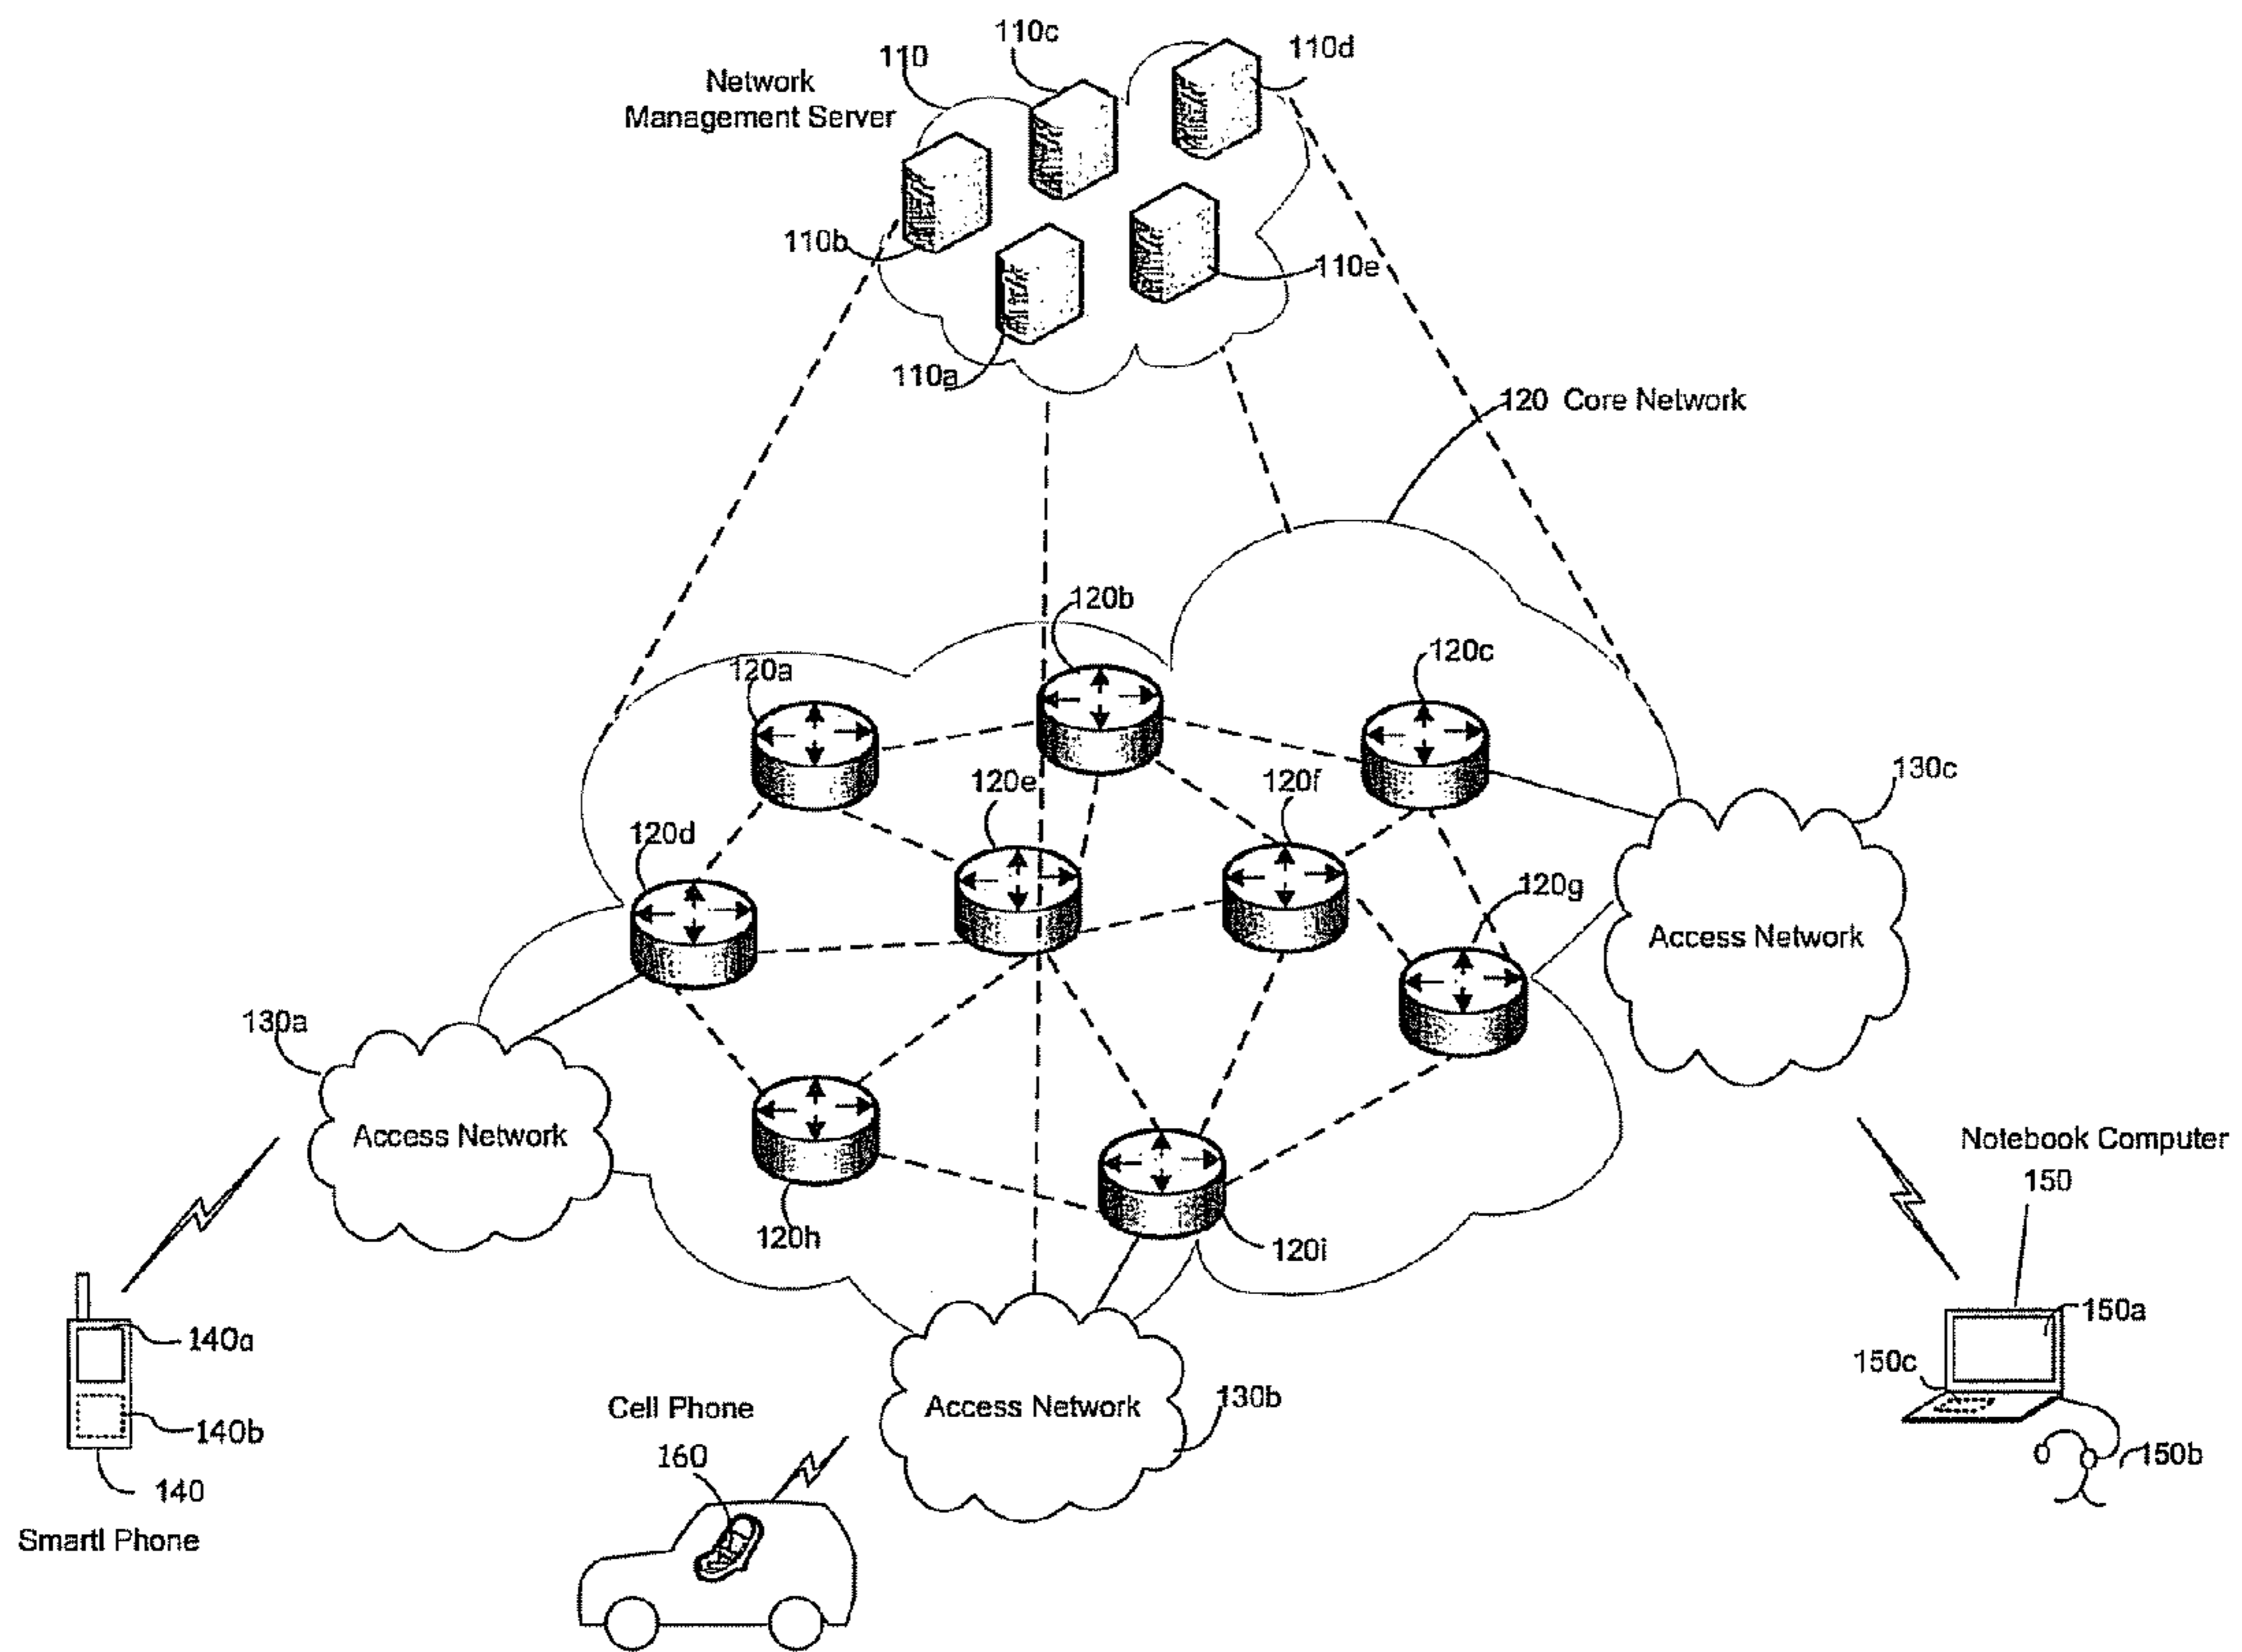 110c
110
110d
Network
Management Server
110b
110e
110a
120 Core Network
120b
120a
120c
120e
120f
130c
120d
120g
Access Network
130a
Access Network
Notebook Computer
150
120h
120i
140a
150a
150c
Cell Phone
Access Network
130b
140b
160
150b
140
Smartl Phone